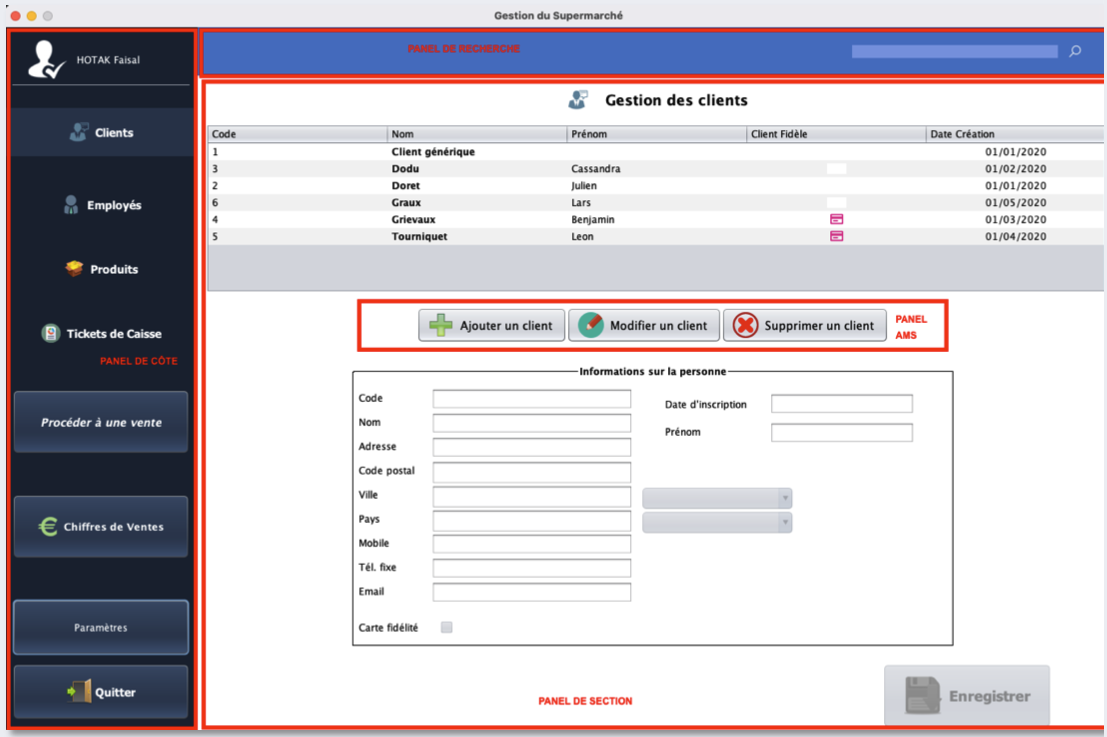 Gestion du Supermarché
HOTAK Faisal
PANEL DE RECHERCHE
Clients
Employés
Produits
Tickets de Caisse
PANEL DE CÔTE
Procéder à une vente
Chiffres de Ventes
Paramètres
Quitter
Gestion des clients
Code Nom Prénom Client Fidèle Date Création
1 Client générique 01/01/2020
3 Dodu Cassandra 01/02/2020
2 Doret Julien 01/01/2020
6 Graux Lars 01/05/2020
4 Grievaux Benjamin 01/03/2020
5 Tourniquet Leon 01/04/2020
Ajouter un client Modifier un client Supprimer un client PANEL
AMS
Informations sur la personne
Code Date d'inscription
Nom Prénom
Adresse
Code postal
Ville
Pays
Mobile
Tél. fixe
Email
Carte fidélité
PANEL DE SECTION
Enregistrer